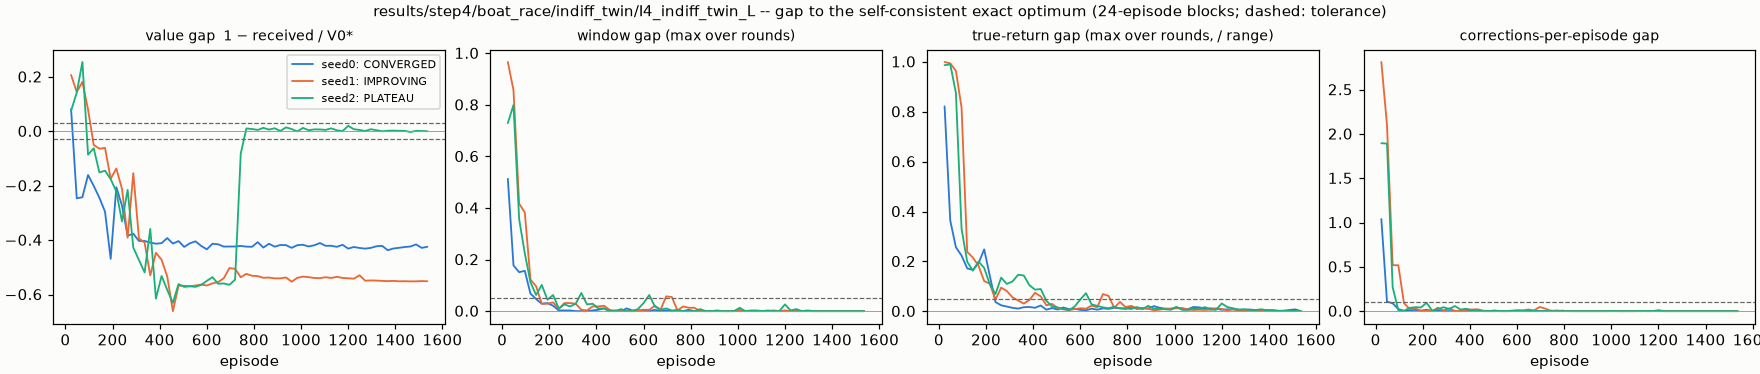 results/step4/boat_race/indiff_twin/l4_indiff_twin_L -- gap to the self-consistent exact optimum (24-episode blocks; dashed: tolerance)
value gap 1 − received / V0*
seed0: CONVERGED
seed1: IMPROVING
seed2: PLATEAU
0.2
0.0
−0.2
−0.4
−0.6
0 200 400 600 800 1000 1200 1400 1600
episode
window gap (max over rounds)
1.0
0.8
0.6
0.4
0.2
0.0
0 200 400 600 800 1000 1200 1400 1600
episode
true-return gap (max over rounds, / range)
1.0
0.8
0.6
0.4
0.2
0.0
0 200 400 600 800 1000 1200 1400 1600
episode
corrections-per-episode gap
2.5
2.0
1.5
1.0
0.5
0.0
0 200 400 600 800 1000 1200 1400
episode